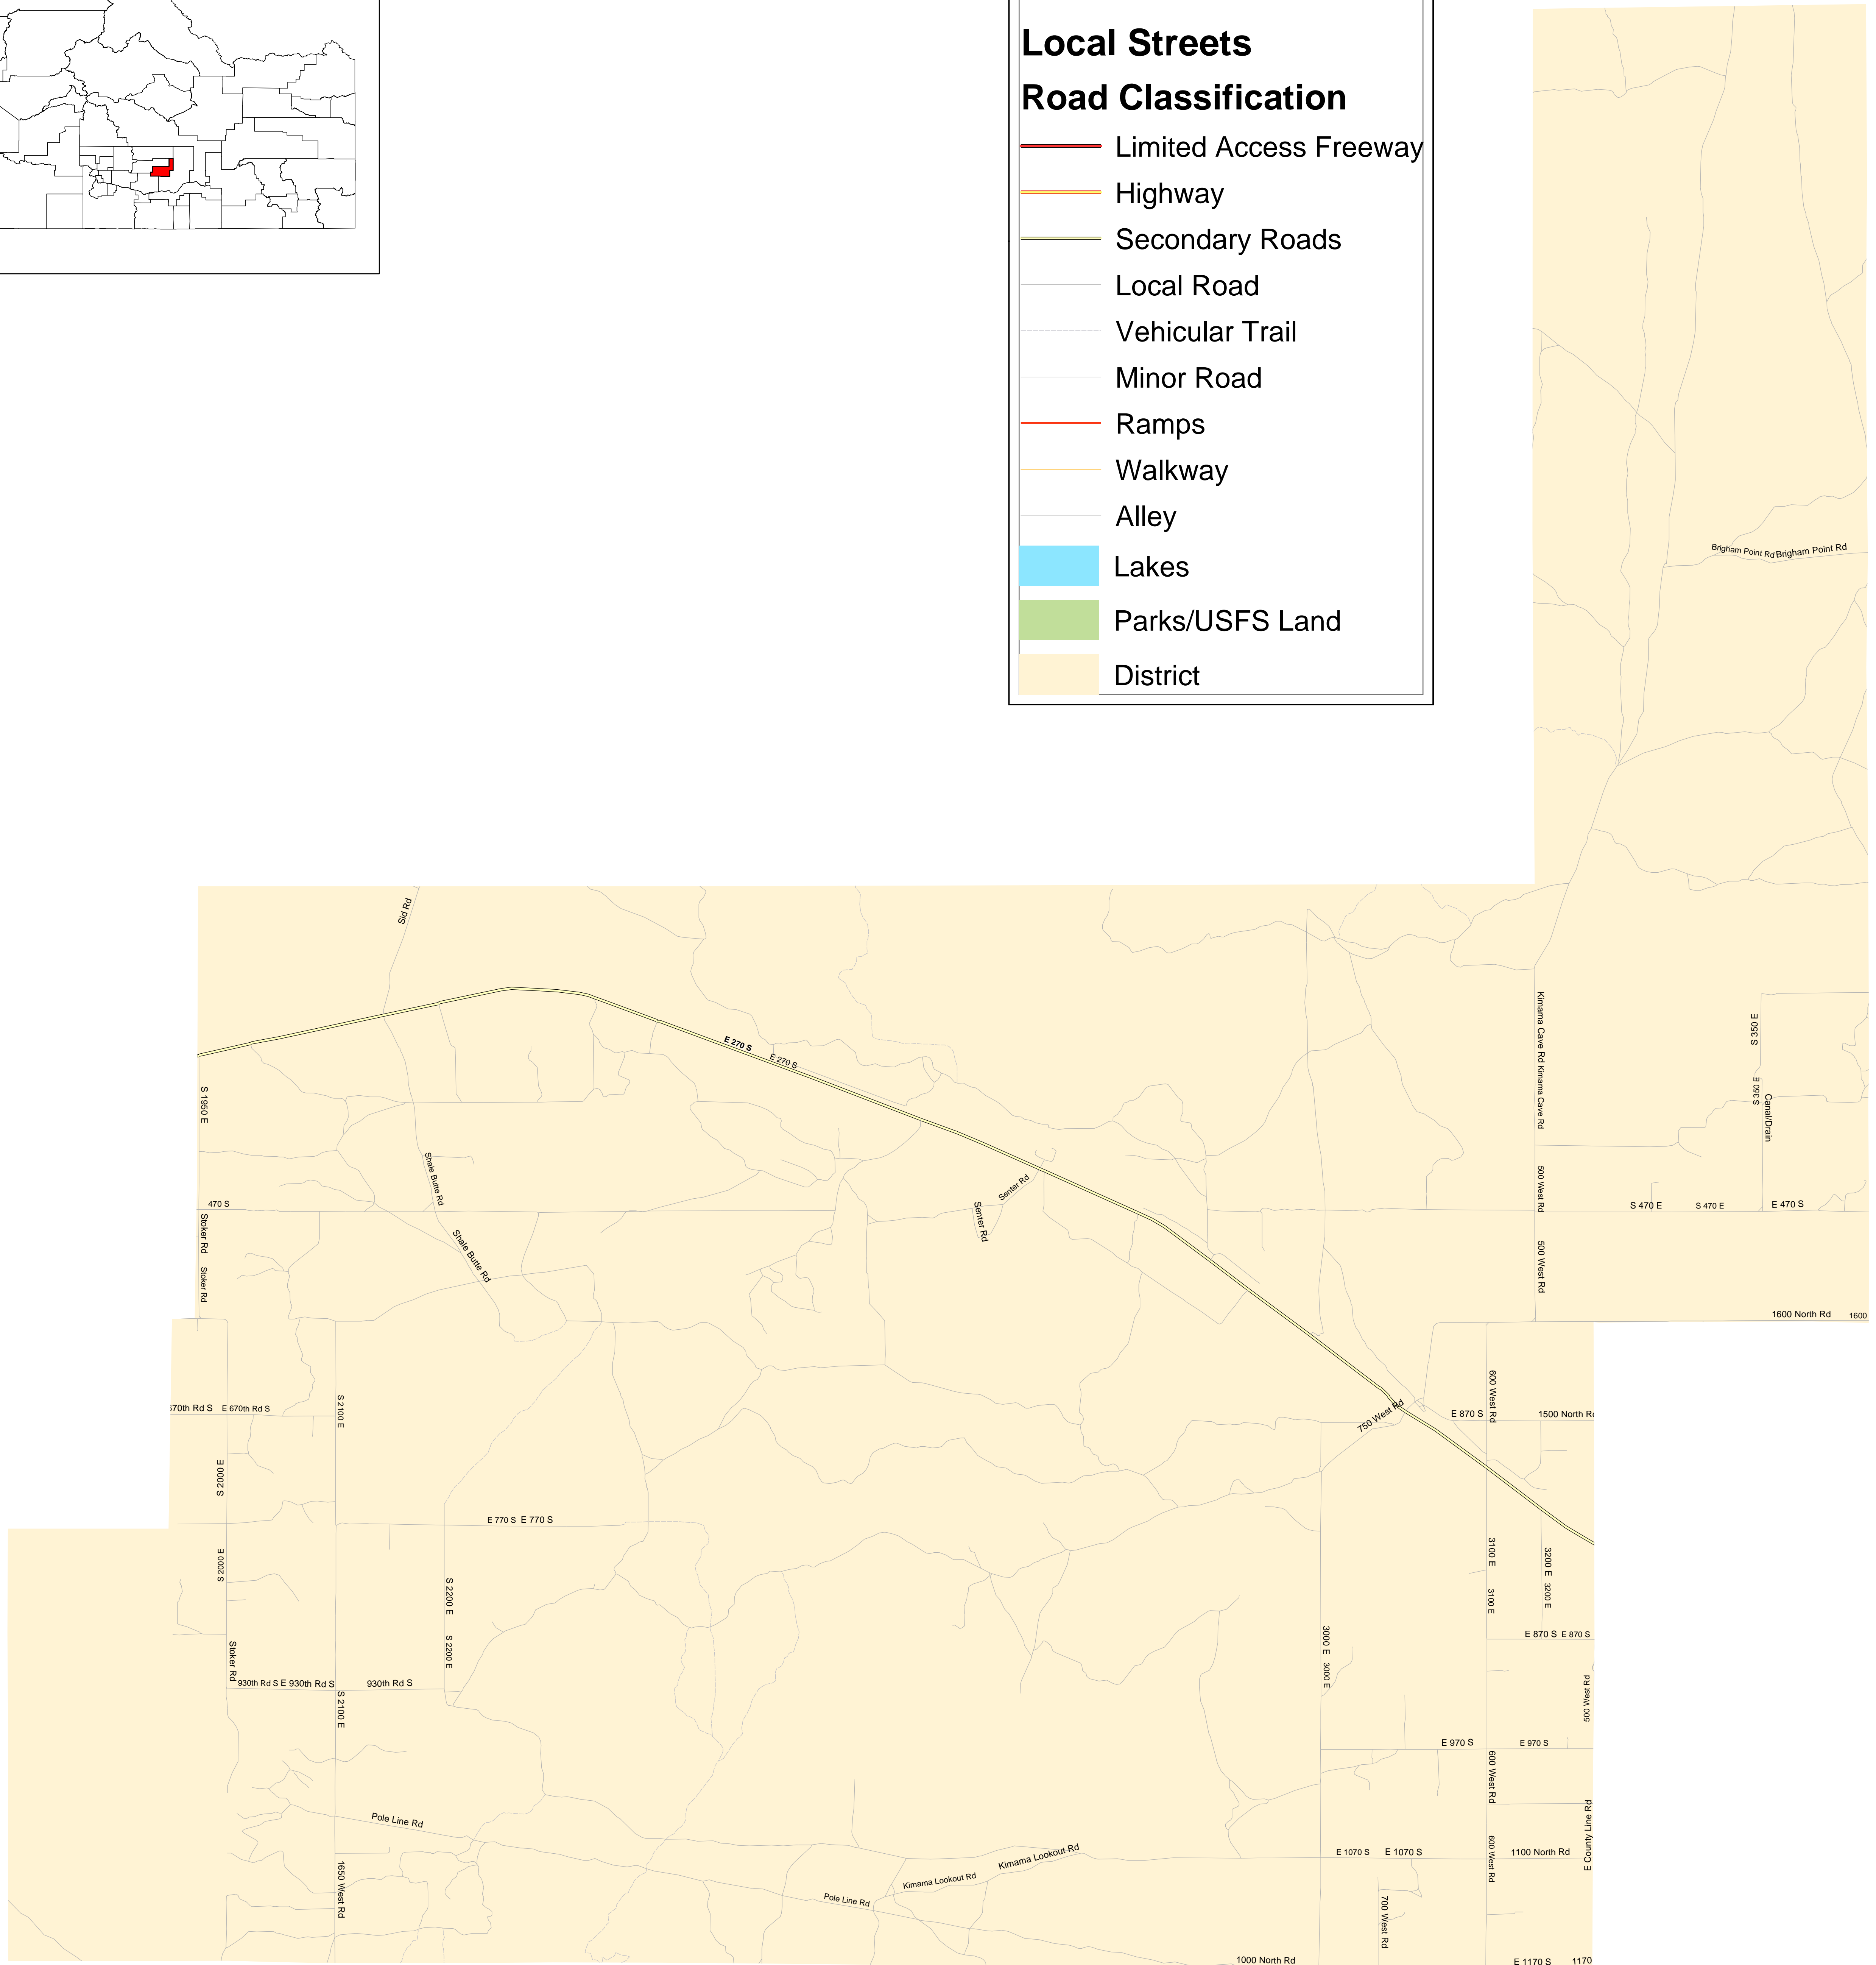 Local Streets
Road Classification
Limited Access Freeway
Highway
Secondary Roads
Local Road
Vehicular Trail
Minor Road
Ramps
Walkway
Alley
Lakes
Parks/USFS Land
District
Brigham Point Rd
Brigham Point Rd
Sid Rd
Kimama Cave Rd
Kimama Cave Rd
S 350 E
S 350 E
Canal/Drain
E 270 S
E 270 S
S 1950 E
Shale Butte Rd
Shale Butte Rd
Senter Rd
Senter Rd
500 West Rd
500 West Rd
470 S
S 470 E
S 470 E
E 470 S
Stoker Rd
Stoker Rd
1600 North Rd
1600
600 West Rd
S 2100 E
670th Rd S
E 670th Rd S
750 West Rd
E 870 S
1500 North Rd
S 2000 E
S 2000 E
E 770 S
E 770 S
3100 E
3100 E
3200 E
3200 E
S 2200 E
S 2200 E
3000 E
3000 E
E 870 S
E 870 S
Stoker Rd
930th Rd S
E 930th Rd S
930th Rd S
S 2100 E
500 West Rd
E 970 S
E 970 S
600 West Rd
E County Line Rd
Pole Line Rd
Kimama Lookout Rd
Kimama Lookout Rd
E 1070 S
E 1070 S
600 West Rd
1100 North Rd
1650 West Rd
Pole Line Rd
700 West Rd
1000 North Rd
E 1170 S
1170